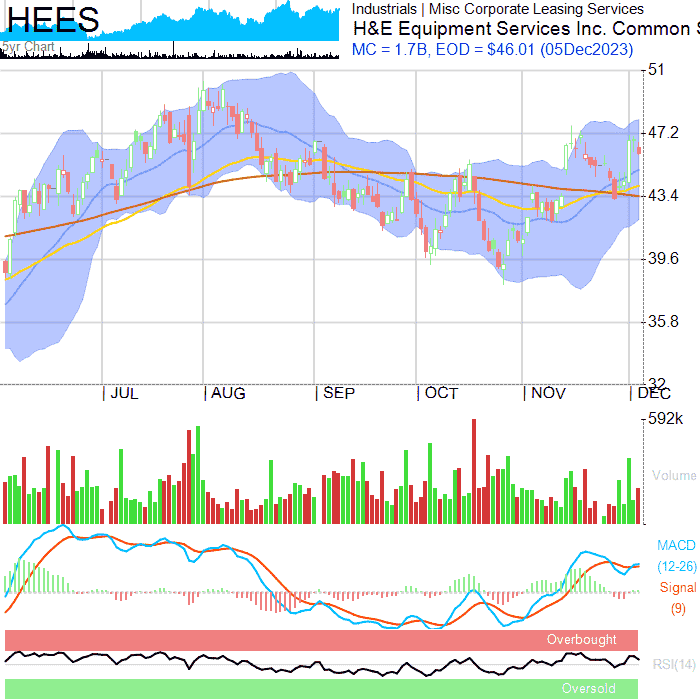 HEES
5yr Chart
Industrials | Misc Corporate Leasing Services
H&E Equipment Services Inc. Common S
MC = 1.7B, EOD = $46.01 (05Dec2023)
51
47.2
43.4
39.6
35.8
32
| JUL | AUG | SEP | OCT | NOV | DEC
592k
Volume
MACD
(12-26)
Signal
(9)
Overbought
RSI(14)
Oversold